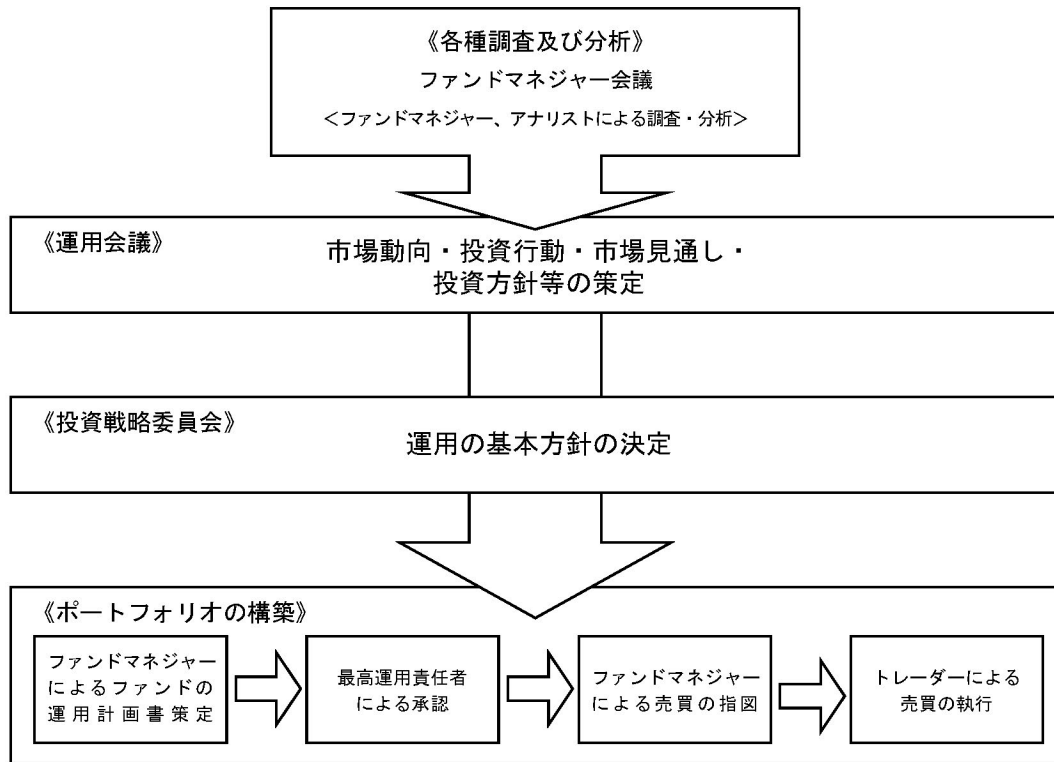 《各種調査及び分析》
ファンドマネジャー会議
＜ファンドマネジャー、アナリストによる調査・分析＞
《運用会議》
市場動向・投資行動・市場見通し・
投資方針等の策定
《投資戦略委員会》
運用の基本方針の決定
《ポートフォリオの構築》
ファンドマネジャー
によるファンドの
運用計画書策定
最高運用責任者
による承認
ファンドマネジャー
による売買の指図
トレーダーによる
売買の執行